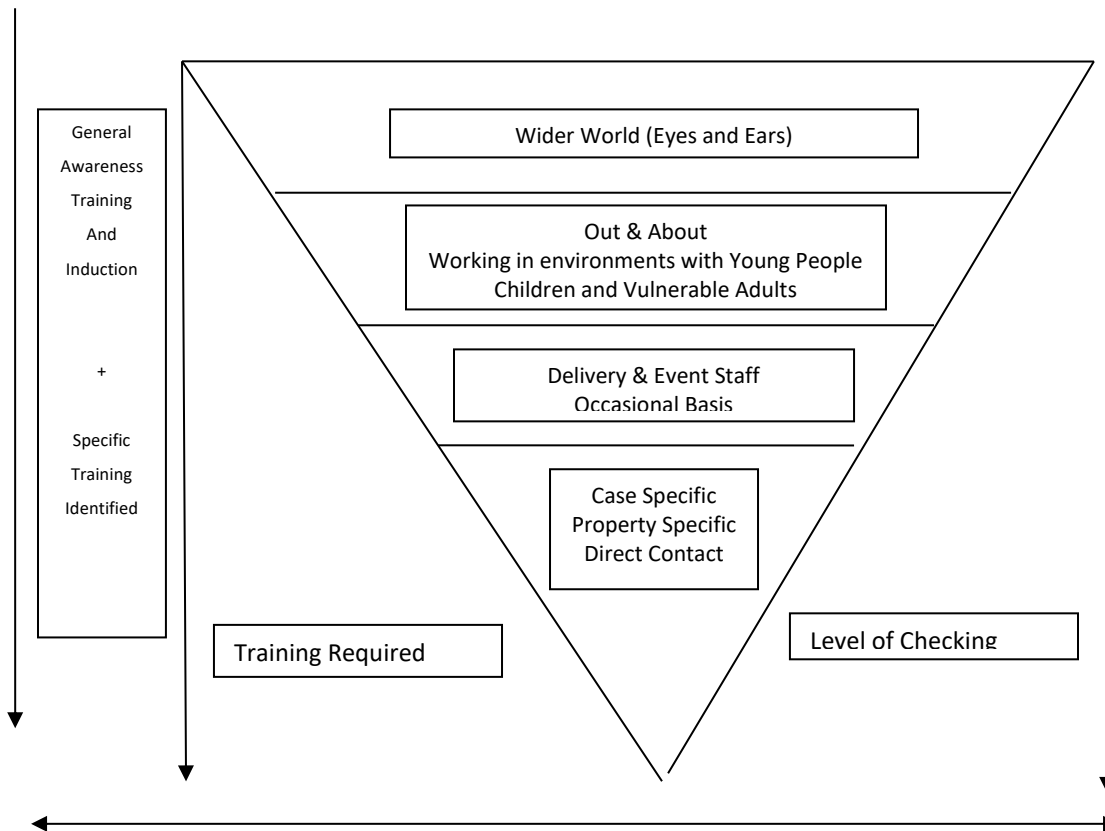 General
Awareness
Training
And
Induction
+
Specific
Training
Identified
Wider World (Eyes and Ears)
Out & About
Working in environments with Young People
Children and Vulnerable Adults
Delivery & Event Staff
Occasional Basis
Case Specific
Property Specific
Direct Contact
Training Required
Level of Checking